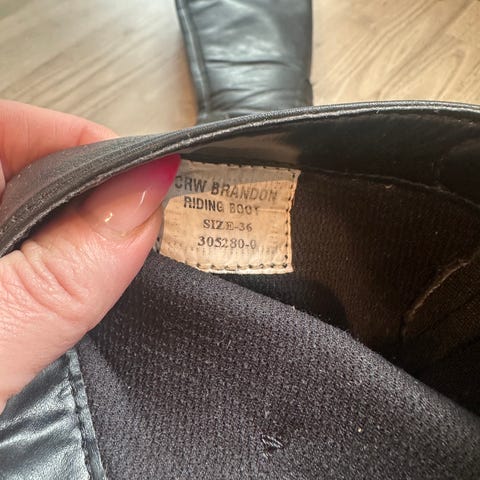 CRW BRANDON
RIDING BOOT
SIZE-36
305280-0